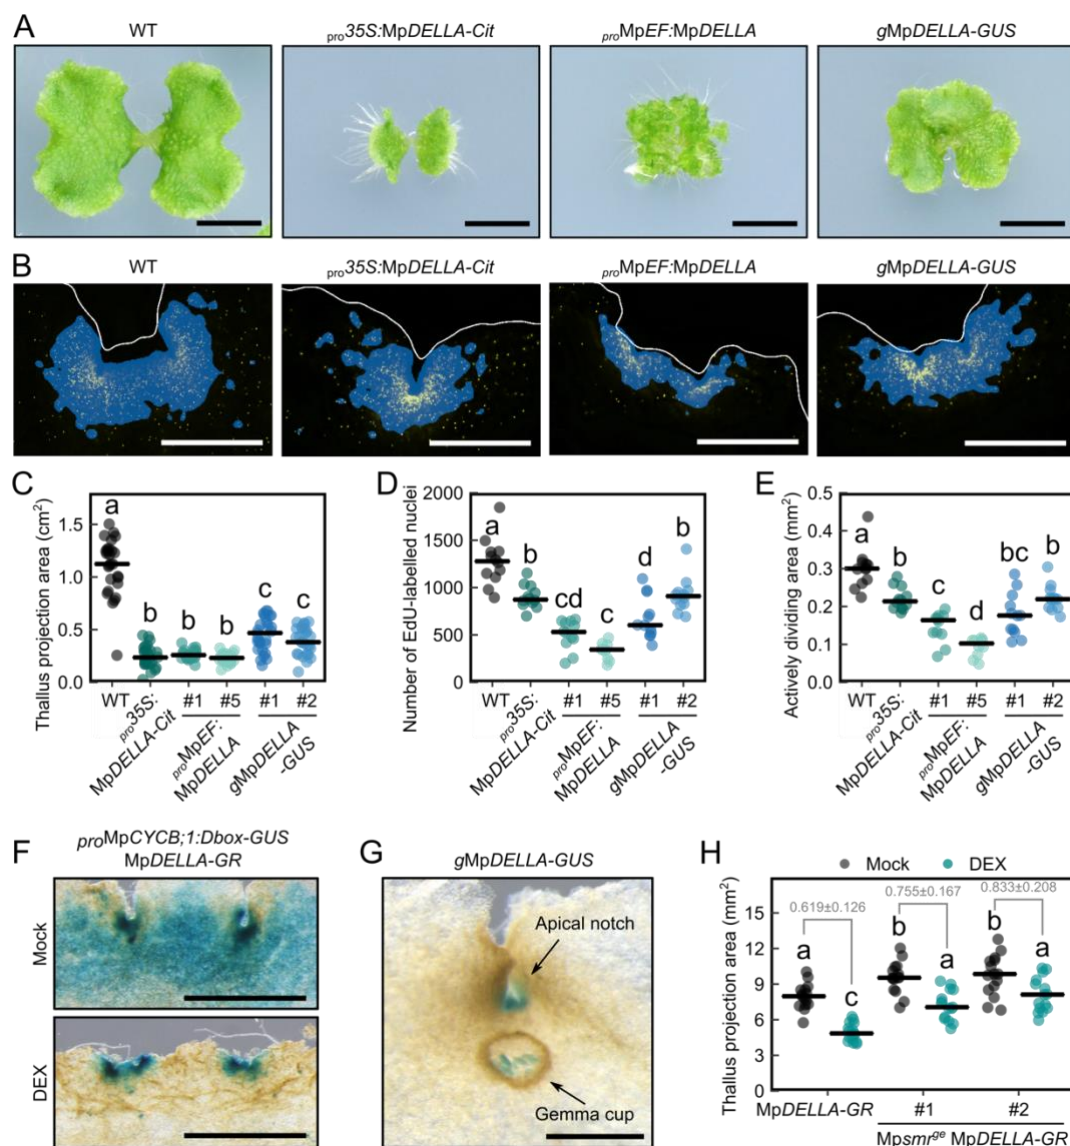 A
WT
pro35S:MpDELLA-Cit
proMpEF:MpDELLA
gMpDELLA-GUS
B
WT
pro35S:MpDELLA-Cit
proMpEF:MpDELLA
gMpDELLA-GUS
C
Thallus projection area (cm²)
1.5
1.0
0.5
0.0
a
b
b
b
c
c
WT
pro35S:
MpDELLA-Cit
#1
#5
proMpEF:
MpDELLA
#1
#2
gMpDELLA
-GUS
D
Number of EdU-labelled nuclei
2000
1500
1000
500
0
a
b
cd
c
d
b
WT
pro35S:
MpDELLA-Cit
#1
#5
proMpEF:
MpDELLA
#1
#2
gMpDELLA
-GUS
E
Actively dividing area (mm²)
0.5
0.4
0.3
0.2
0.1
0.0
a
b
c
d
bc
b
WT
pro35S:
MpDELLA-Cit
#1
#5
proMpEF:
MpDELLA
#1
#2
gMpDELLA
-GUS
F
proMpCYCB;1:Dbox-GUS
MpDELLA-GR
Mock
DEX
G
gMpDELLA-GUS
Apical notch
Gemma cup
H
Mock
DEX
Thallus projection area (mm²)
15
12
9
6
3
0
0.619±0.126
0.755±0.167
0.833±0.208
a
c
b
a
b
a
MpDELLA-GR
#1
#2
Mpsmrᵍᵉ MpDELLA-GR